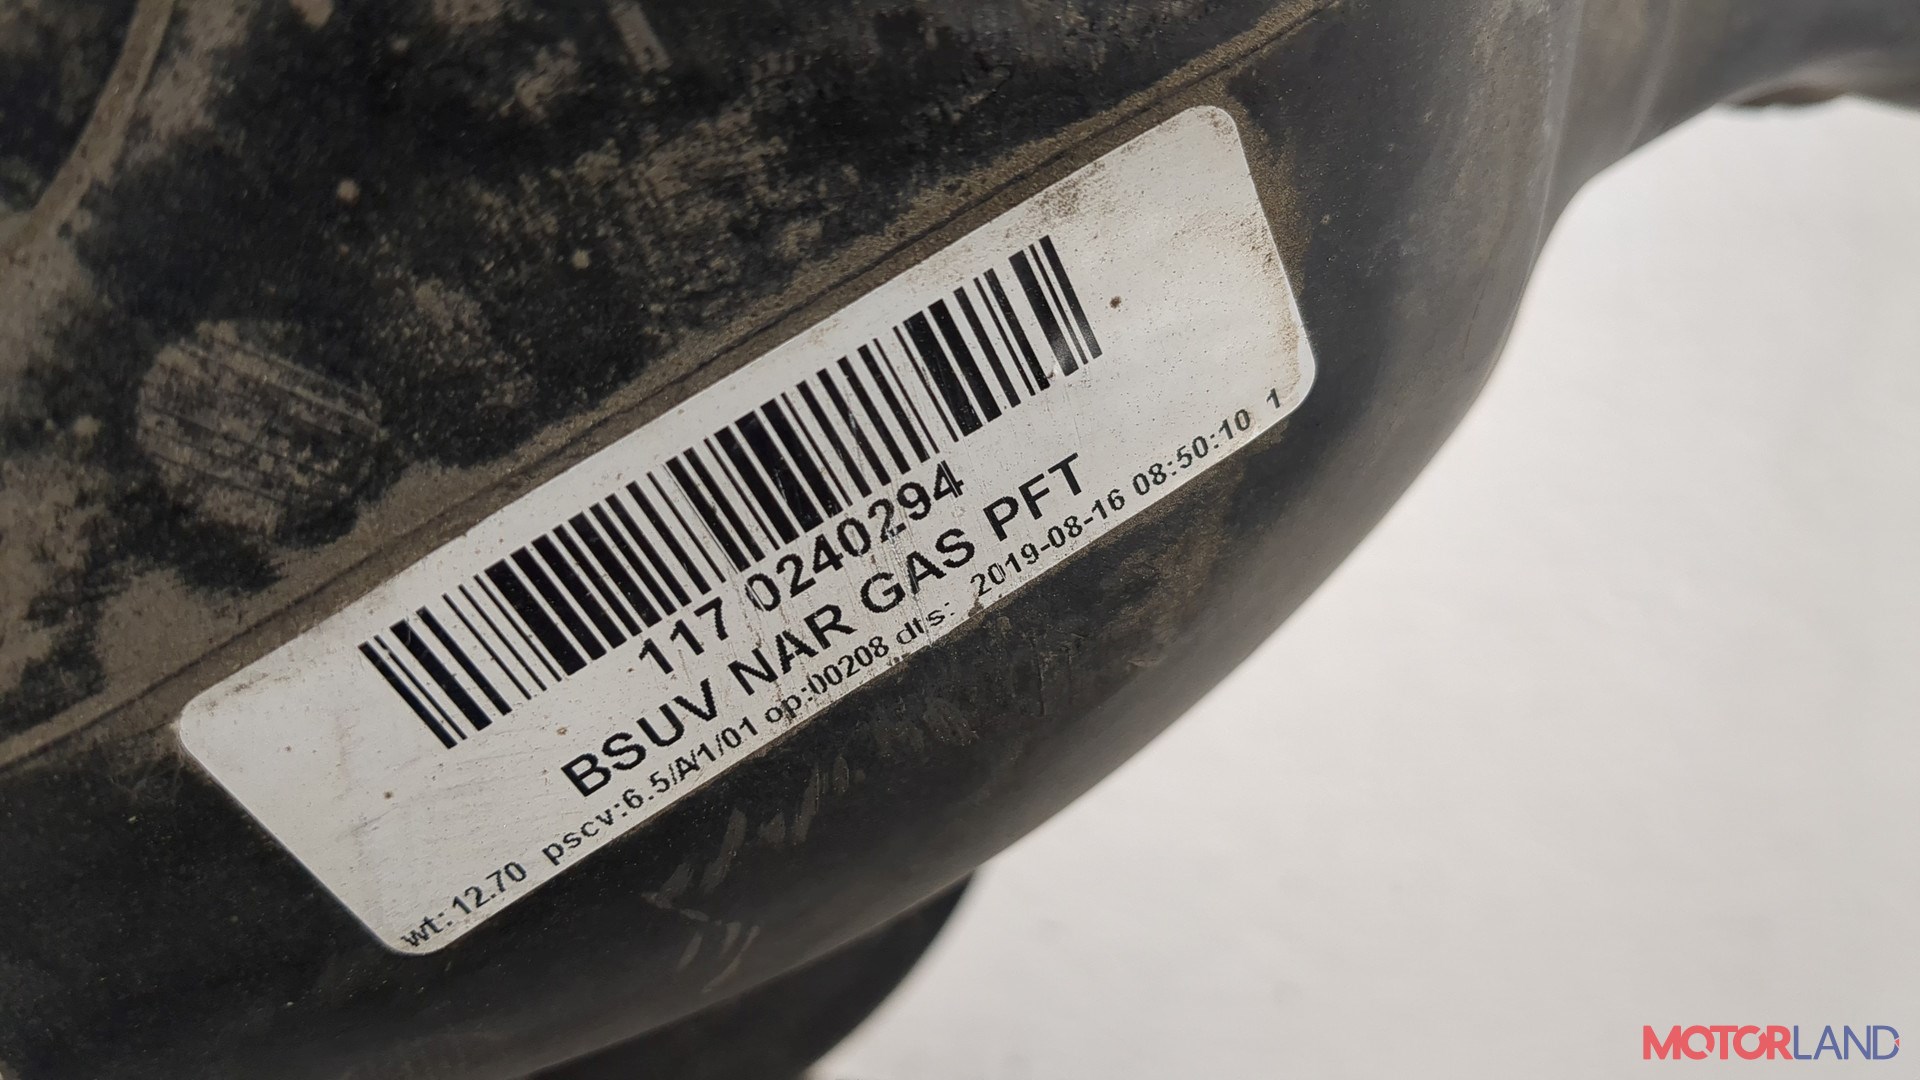 117 0240294
BSUV NAR GAS PFT
wt:12.70 pscv:6.5/A/1/01 op:00208 dts: 2019-08-16 08:50:10 1
MOTORLAND